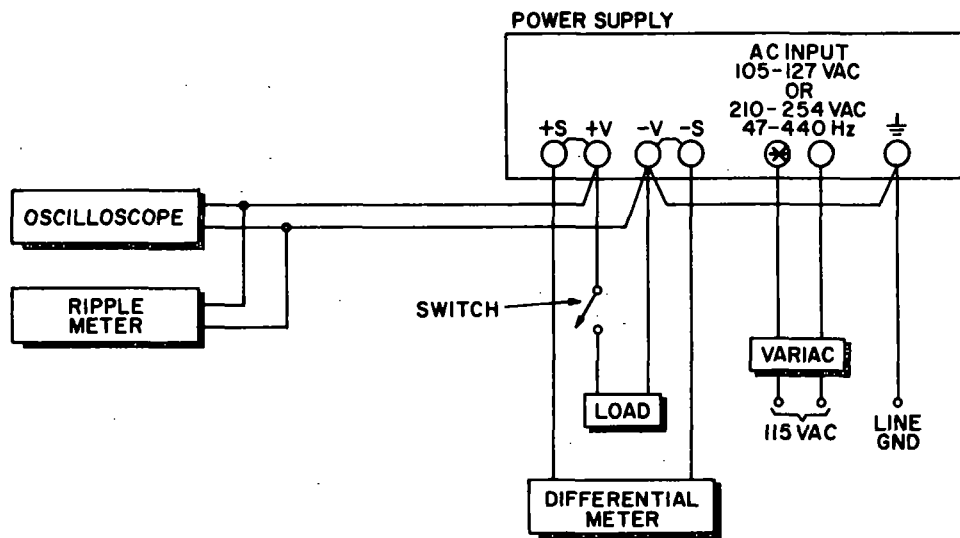 POWER SUPPLY
AC INPUT
105-127 VAC
OR
210-254 VAC
47-440 Hz
+S +V -V -S
OSCILLOSCOPE
RIPPLE
METER
SWITCH
LOAD
VARIAC
115 VAC
LINE
GND
DIFFERENTIAL
METER